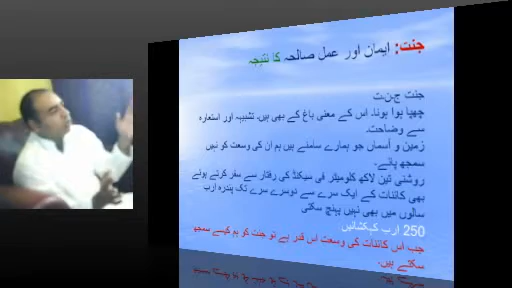 جنت: ایمان اور عمل صالحہ کا نتیجہ
جنت ج۔ن۔ت
چھپا ہوا ہونا۔ اس کے معنی باغ کے بھی ہیں۔ تشبیہہ اور استعارہ
سے وضاحت۔
زمین و آسماں جو ہمارے سامنے ہیں ہم ان کی وسعت کو نہیں
سمجھ پاتے۔
روشنی تین لاکھ کلومیٹر فی سیکنڈ کی رفتار سے سفر کرتے ہوئے
بھی کائنات کے ایک سرے سے دوسرے سرے تک پندرہ ارب
سالوں میں بھی نہیں پہنچ سکتی
250 ارب کہکشائیں
جب اس کائنات کی وسعت اس قدر ہے تو جنت کو ہم کیسے سمجھ
سکتے ہیں۔